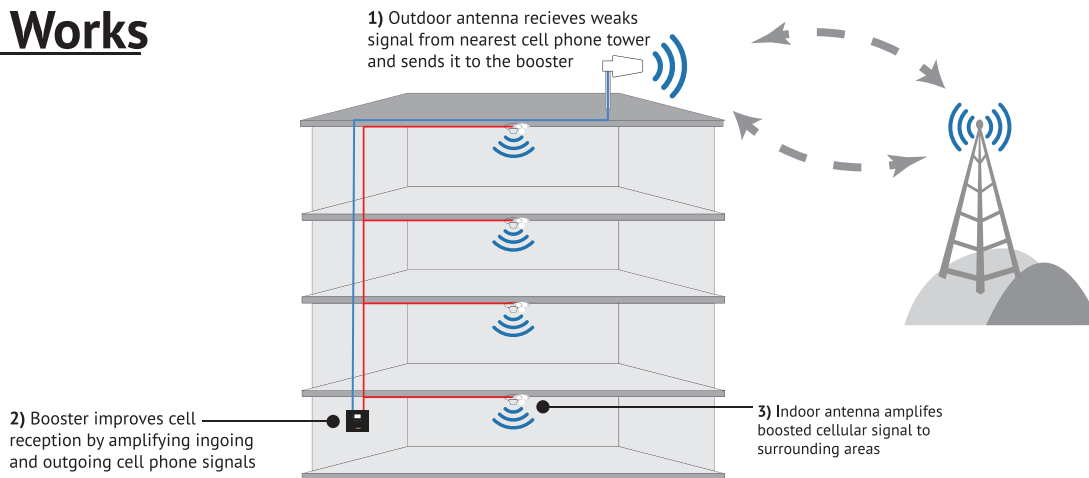 Works
1) Outdoor antenna recieves weaks
signal from nearest cell phone tower
and sends it to the booster
2) Booster improves cell
reception by amplifying ingoing
and outgoing cell phone signals
3) Indoor antenna amplifes
boosted cellular signal to
surrounding areas